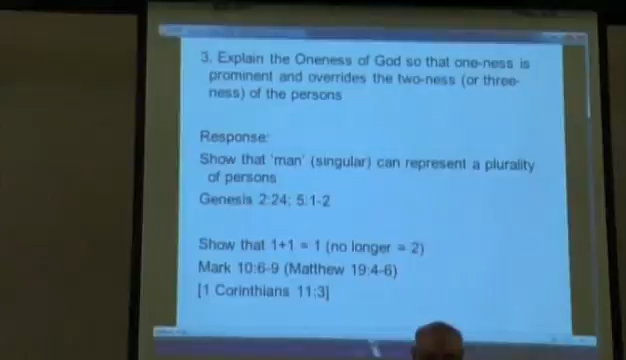 3. Explain the Oneness of God so that one-ness is
prominent and overrides the two-ness (or three-
ness) of the persons
Response:
Show that 'man' (singular) can represent a plurality
of persons
Genesis 2:24; 5:1-2
Show that 1+1 = 1 (no longer = 2)
Mark 10:6-9 (Matthew 19:4-6)
[1 Corinthians 11:3]